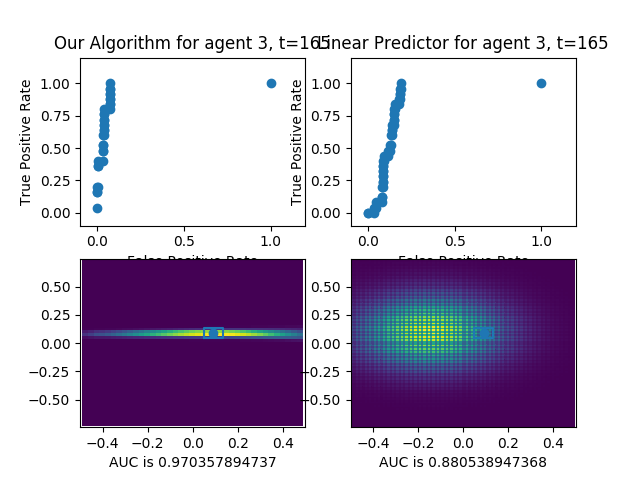 Our Algorithm for agent 3, t=165
Linear Predictor for agent 3, t=165
True Positive Rate
1.00
0.75
0.50
0.25
0.00
0.0 0.5 1.0
False Positive Rate
True Positive Rate
1.00
0.75
0.50
0.25
0.00
0.0 0.5 1.0
False Positive Rate
0.50
0.25
0.00
−0.25
−0.50
−0.4 −0.2 0.0 0.2 0.4
AUC is 0.970357894737
0.50
0.25
0.00
−0.25
−0.50
−0.4 −0.2 0.0 0.2 0.4
AUC is 0.880538947368